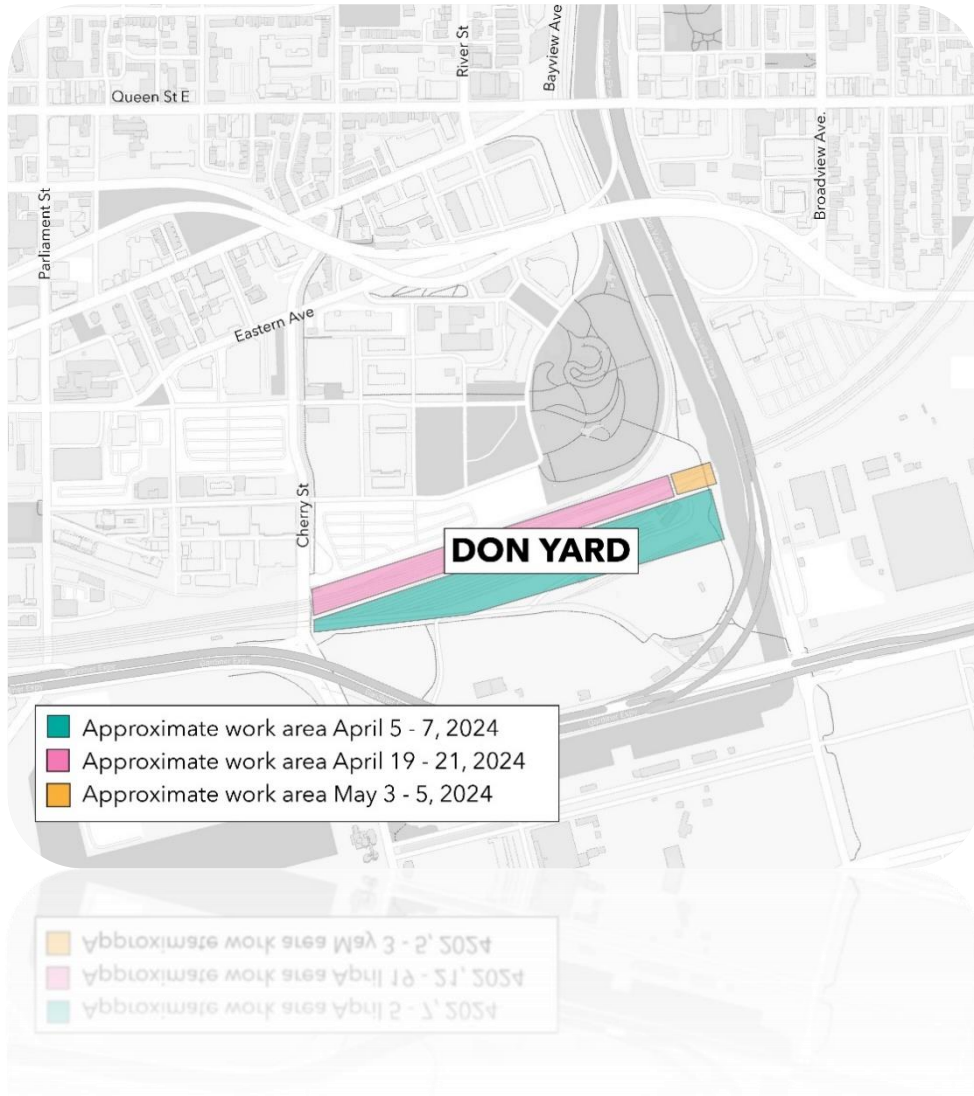 River St
Bayview Ave
Queen St E
Broadview Ave.
Parliament St
Eastern Ave
Cherry St
DON YARD
Approximate work area April 5 - 7, 2024
Approximate work area April 19 - 21, 2024
Approximate work area May 3 - 5, 2024